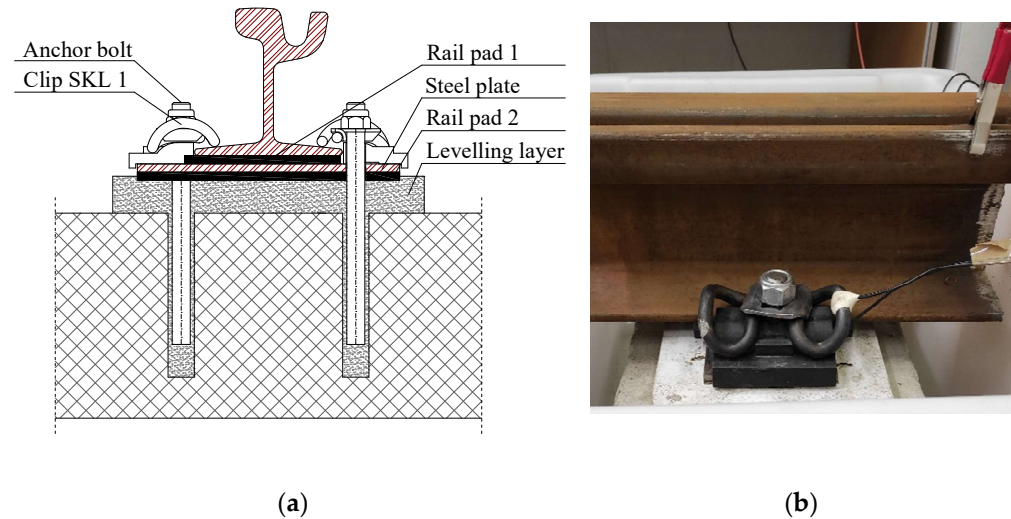 Anchor bolt
Clip SKL 1
Rail pad 1
Steel plate
Rail pad 2
Levelling layer
(a)
(b)